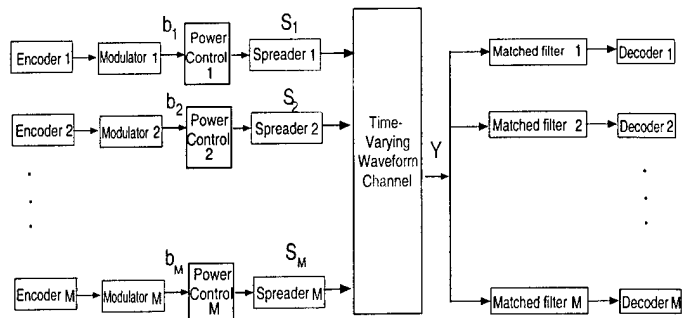 b₁
S₁
Encoder 1
Modulator 1
Power
Control
1
Spreader 1
Matched filter 1
Decoder 1
b₂
S₂
Encoder 2
Modulator 2
Power
Control
2
Spreader 2
Time-
Varying
Waveform
Channel
Y
Matched filter 2
Decoder 2
b_M
S_M
Encoder M
Modulator M
Power
Control
M
Spreader M
Matched filter M
Decoder M